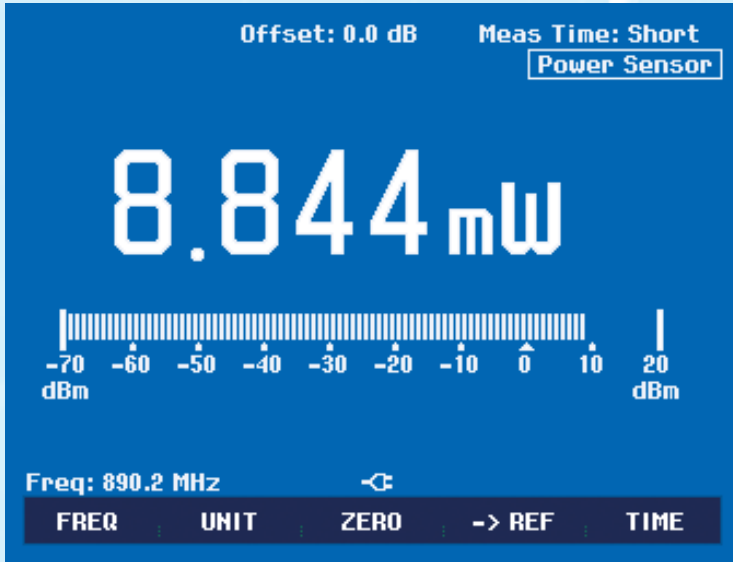 Offset: 0.0 dB Meas Time: Short
Power Sensor
8.844 mW
-70 -60 -50 -40 -30 -20 -10 0 10 20
dBm dBm
Freq: 890.2 MHz
FREQ UNIT ZERO -> REF TIME